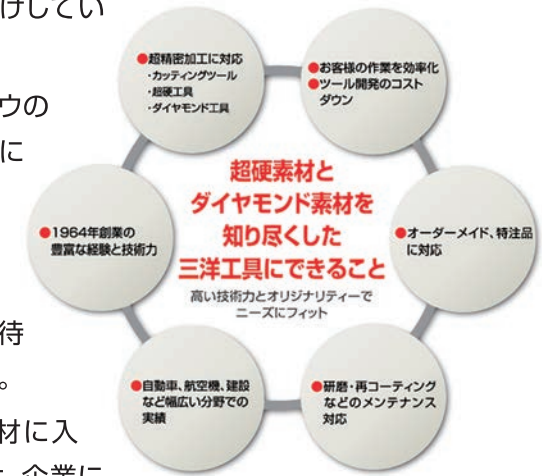 けしてい
ウの
に
待
。
材に入
企業に
●超精密加工に対応
・カッティングツール
・超硬工具
・ダイヤモンド工具
●お客様の作業を効率化
●ツール開発のコスト
ダウン
●1964年創業の
豊富な経験と技術力
超硬素材と
ダイヤモンド素材を
知り尽くした
三洋工具にできること
高い技術力とオリジナリティーで
ニーズにフィット
●オーダーメイド、特注品
に対応
●自動車、航空機、建設
など幅広い分野での
実績
●研磨・再コーティング
などのメンテナンス
対応